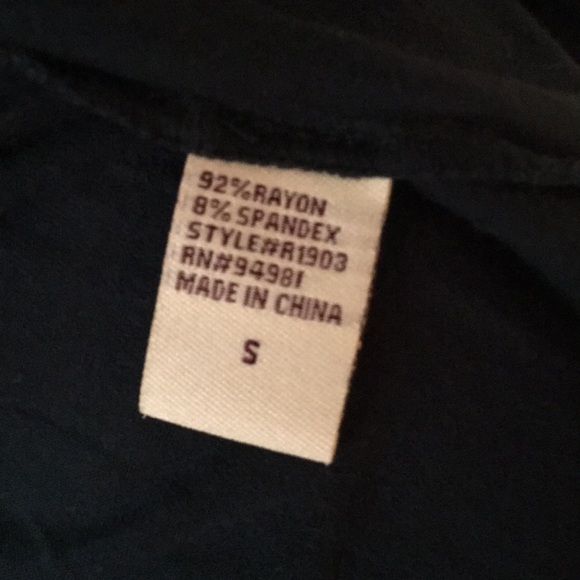 92%RAYON
8% SPANDEX
STYLE#R1903
RN#94981
MADE IN CHINA
S